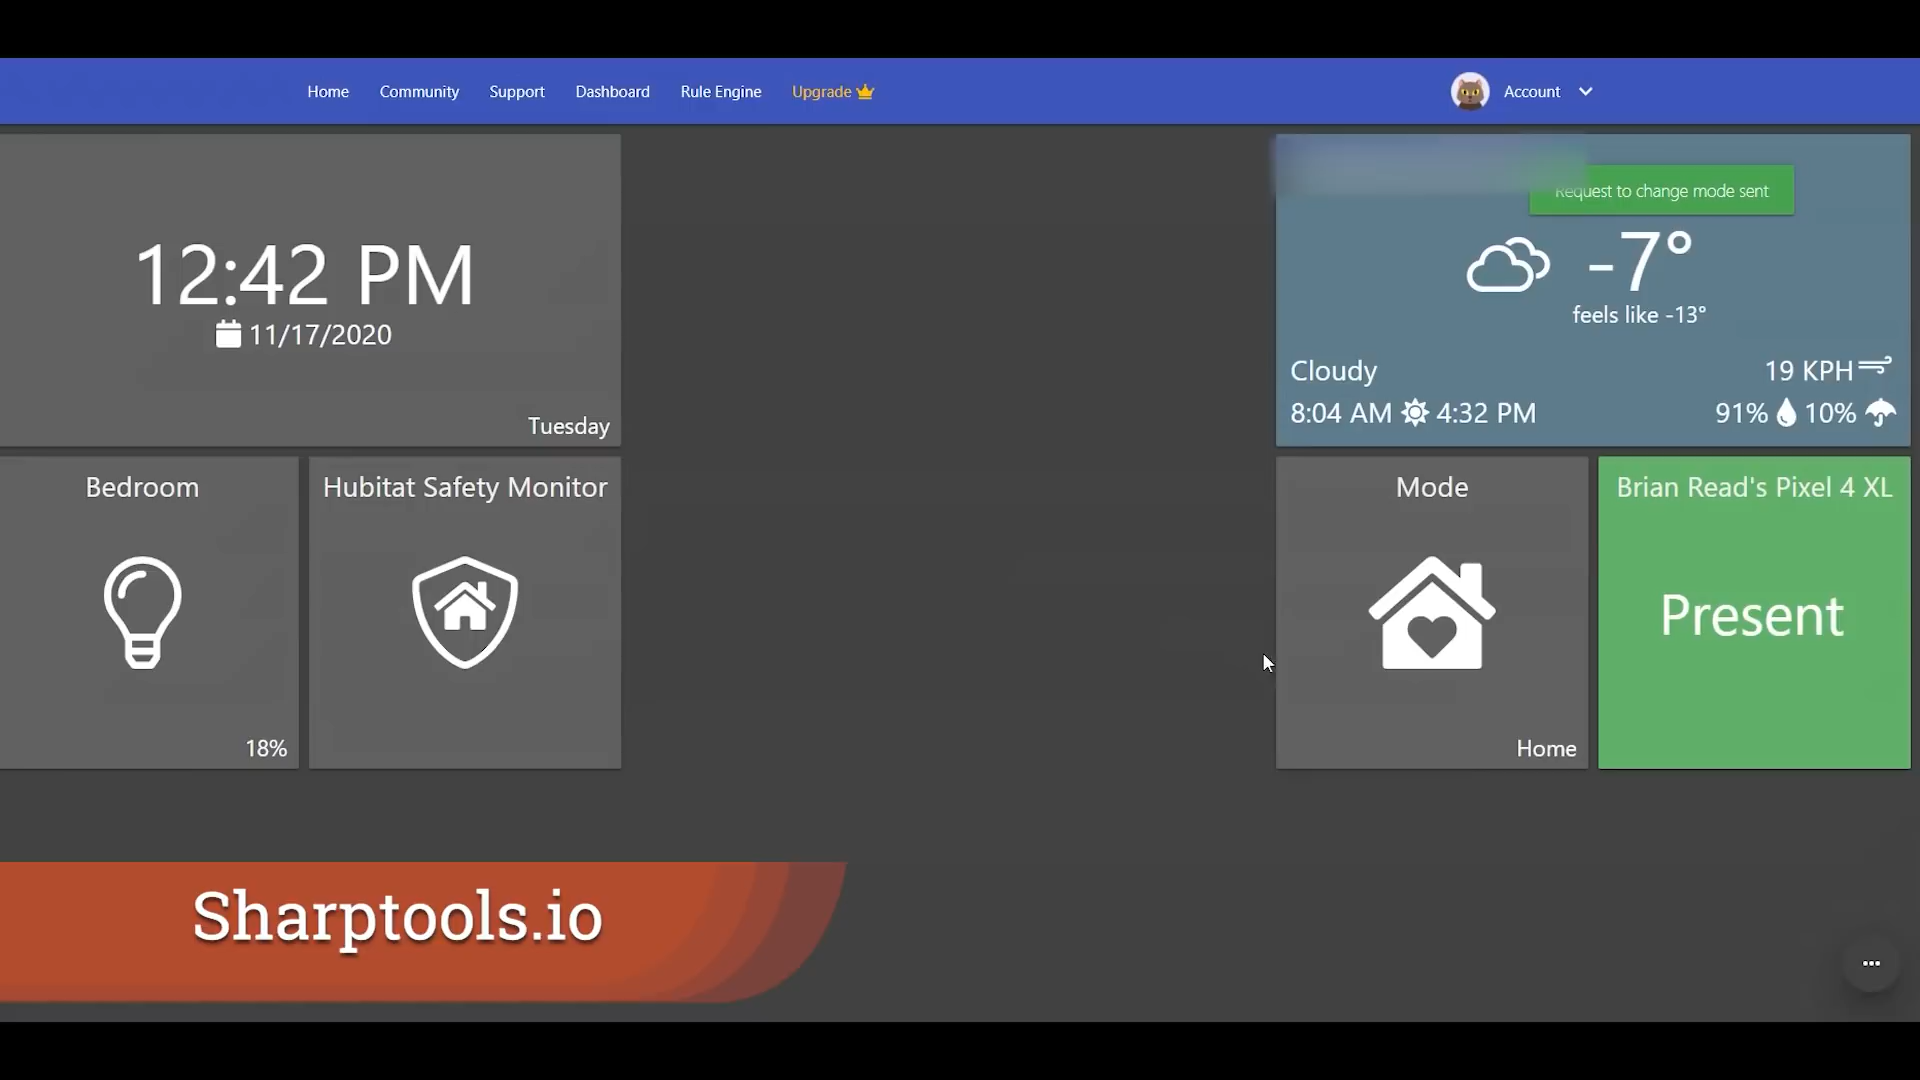 Home Community Support Dashboard Rule Engine Upgrade Account
12:42 PM
11/17/2020
Tuesday
Request to change mode sent
-7°
feels like -13°
Cloudy 19 KPH
8:04 AM 4:32 PM 91% 10%
Bedroom
18%
Hubitat Safety Monitor
Mode
Home
Brian Read's Pixel 4 XL
Present
Sharptools.io